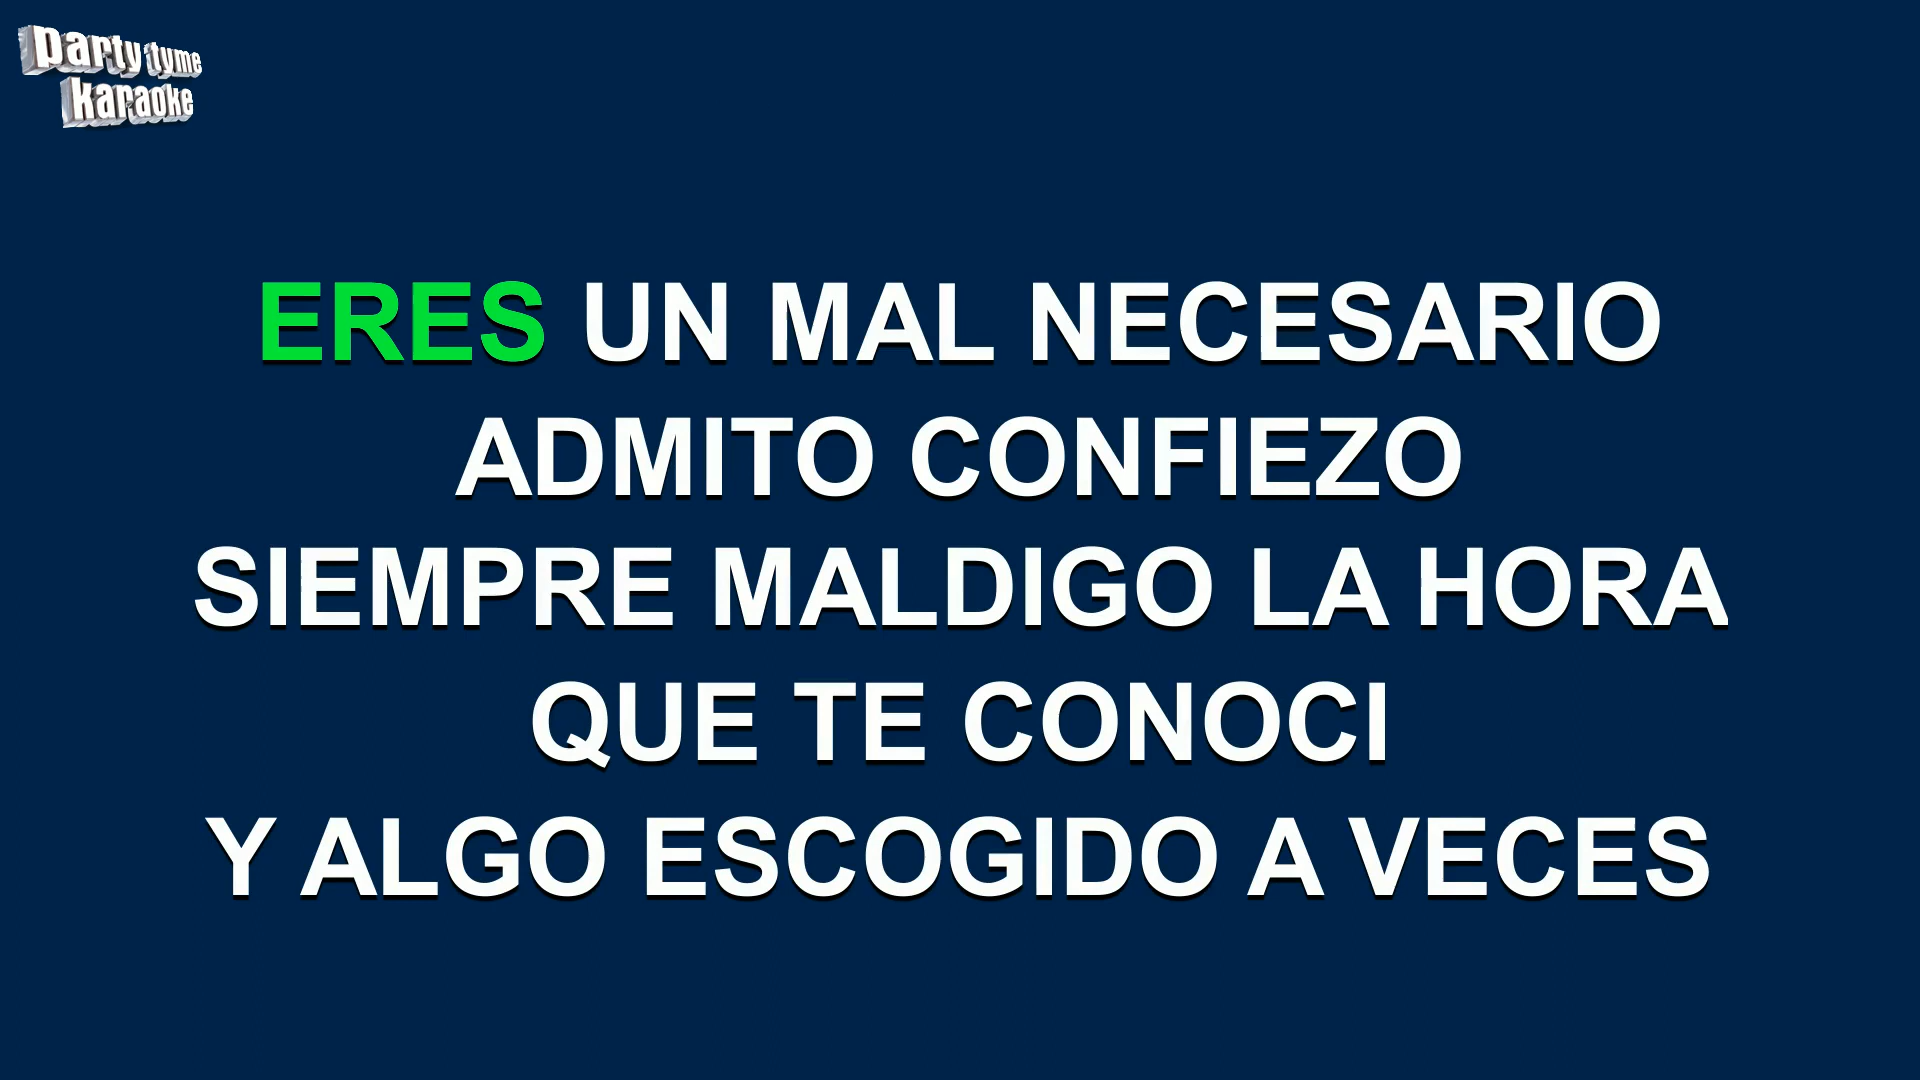 party tyme
karaoke
ERES UN MAL NECESARIO
ADMITO CONFIEZO
SIEMPRE MALDIGO LA HORA
QUE TE CONOCI
Y ALGO ESCOGIDO A VECES